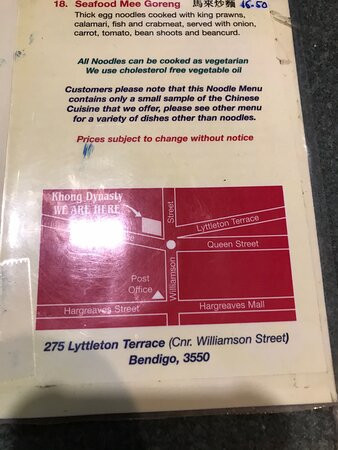 18. Seafood Mee Goreng 馬來炒麵 16.50
Thick egg noodles cooked with king prawns,
calamari, fish and crabmeat, served with onion,
carrot, tomato, bean shoots and beancurd.
All Noodles can be cooked as vegetarian
We use cholesterol free vegetable oil
Customers please note that this Noodle Menu
contains only a small sample of the Chinese
Cuisine that we offer, please see other menu
for a variety of dishes other than noodles.
Prices subject to change without notice
Khong Dynasty
WE ARE HERE
Street
Lyttleton Terrace
Queen Street
Williamson
Post
Office
Hargreaves Street
Hargreaves Mall
275 Lyttleton Terrace (Cnr. Williamson Street)
Bendigo, 3550